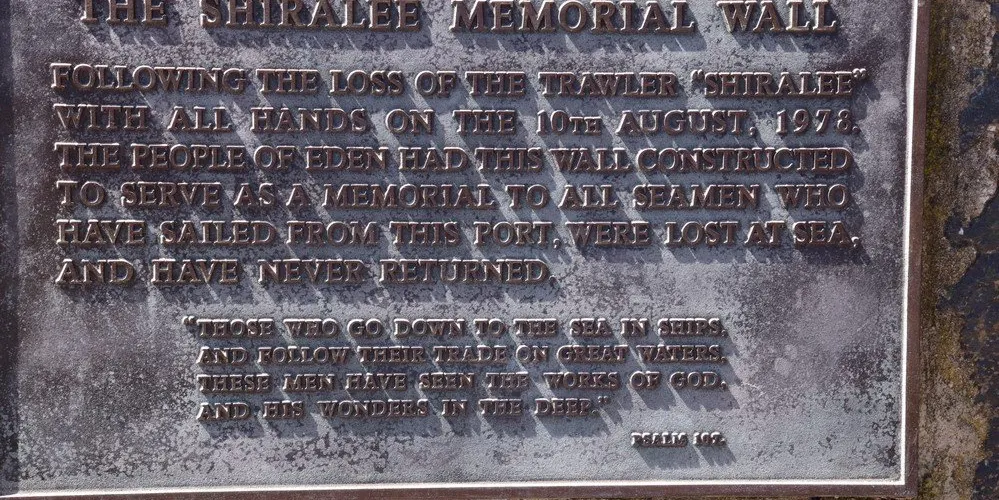 THE SHIRALEE MEMORIAL WALL
FOLLOWING THE LOSS OF THE TRAWLER "SHIRALEE"
WITH ALL HANDS ON THE 10TH AUGUST, 1978.
THE PEOPLE OF EDEN HAD THIS WALL CONSTRUCTED
TO SERVE AS A MEMORIAL TO ALL SEAMEN WHO
HAVE SAILED FROM THIS PORT, WERE LOST AT SEA,
AND HAVE NEVER RETURNED.
"THOSE WHO GO DOWN TO THE SEA IN SHIPS,
AND FOLLOW THEIR TRADE ON GREAT WATERS,
THESE MEN HAVE SEEN THE WORKS OF GOD,
AND HIS WONDERS IN THE DEEP."
PSALM 107.